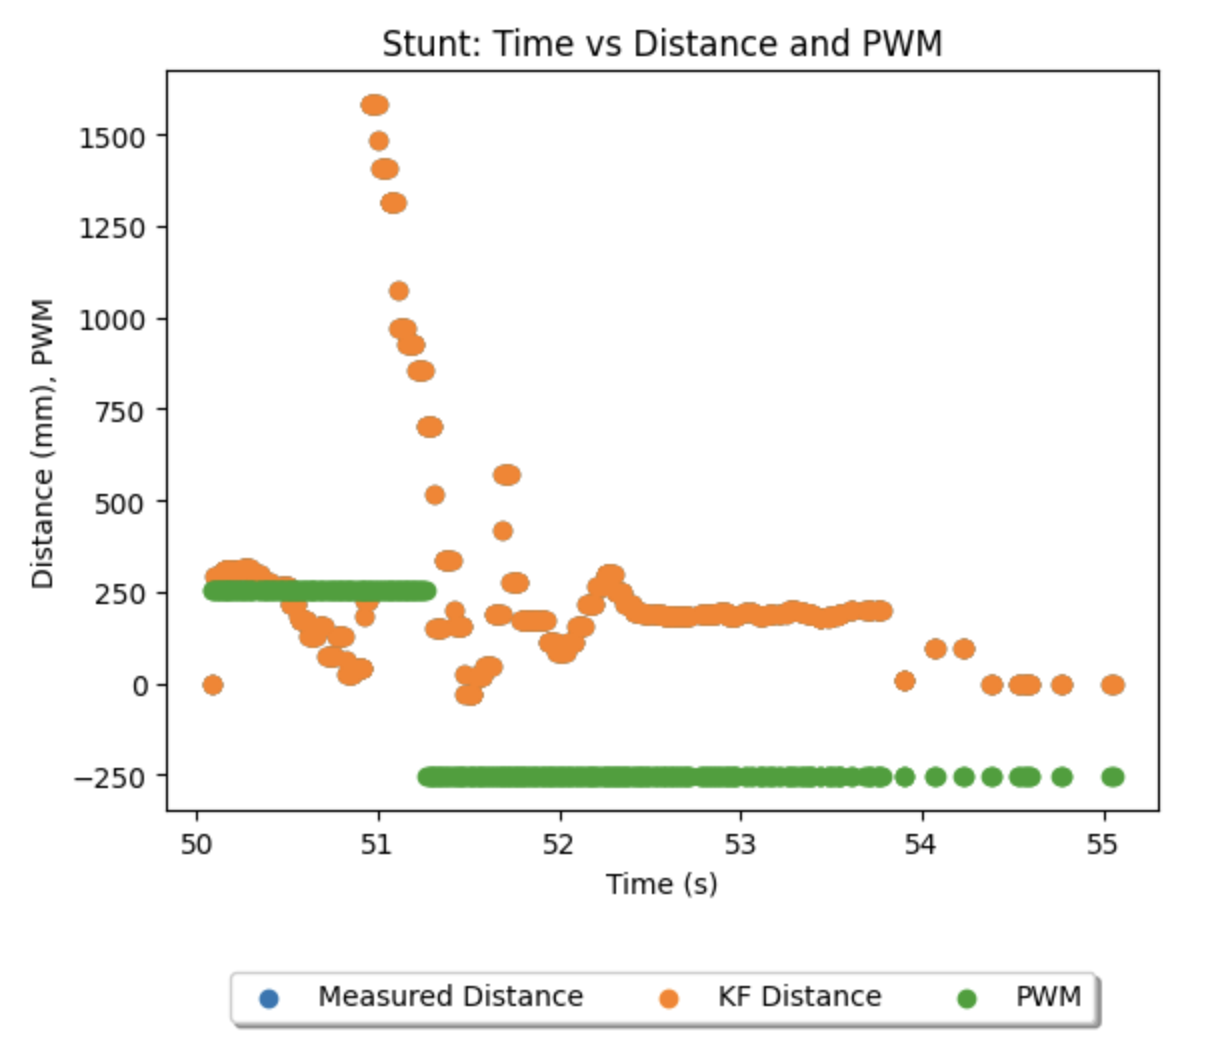 Stunt: Time vs Distance and PWM
Distance (mm), PWM
1500
1250
1000
750
500
250
0
−250
50 51 52 53 54 55
Time (s)
Measured Distance KF Distance PWM